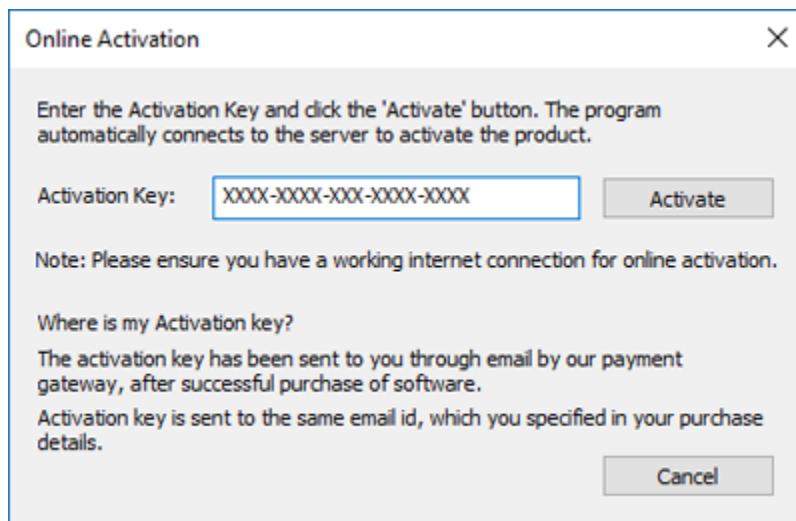 Online Activation
Enter the Activation Key and click the 'Activate' button. The program
automatically connects to the server to activate the product.
Activation Key: XXXX-XXXX-XXX-XXXX-XXXX Activate
Note: Please ensure you have a working internet connection for online activation.
Where is my Activation key?
The activation key has been sent to you through email by our payment
gateway, after successful purchase of software.
Activation key is sent to the same email id, which you specified in your purchase
details.
Cancel